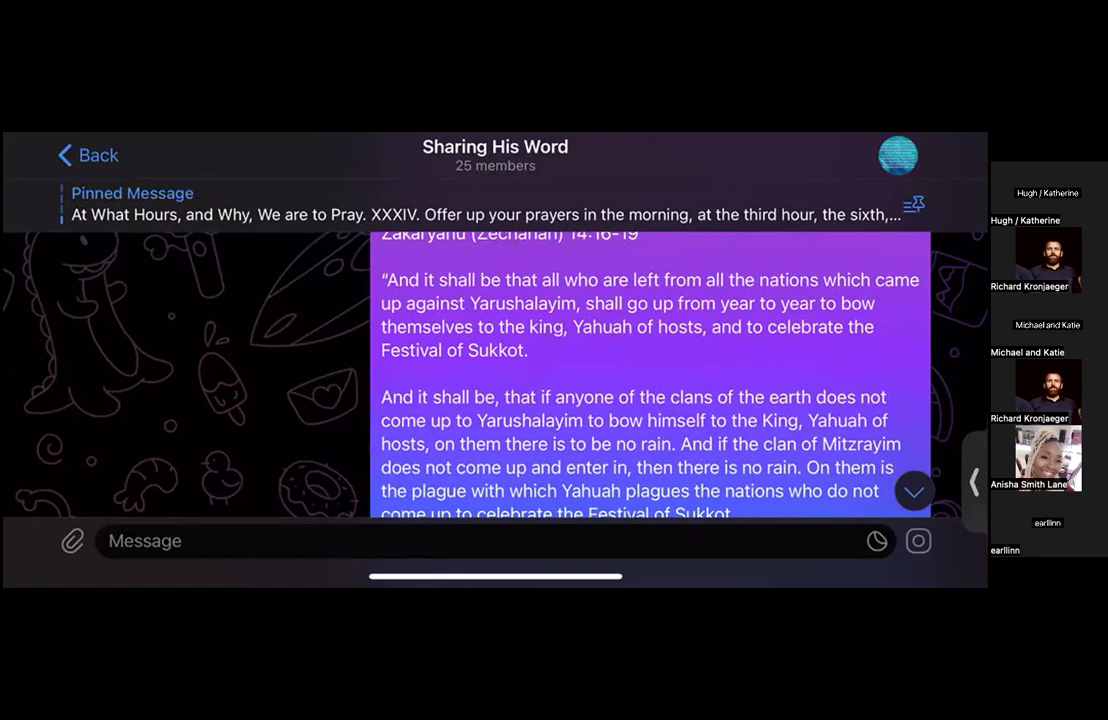 Back
Sharing His Word
25 members
Pinned Message
At What Hours, and Why, We are to Pray. XXXIV. Offer up your prayers in the morning, at the third hour, the sixth,...
Zakaryahu (Zechariah) 14:16-19
“And it shall be that all who are left from all the nations which came
up against Yarushalayim, shall go up from year to year to bow
themselves to the king, Yahuah of hosts, and to celebrate the
Festival of Sukkot.
And it shall be, that if anyone of the clans of the earth does not
come up to Yarushalayim to bow himself to the King, Yahuah of
hosts, on them there is to be no rain. And if the clan of Mitzrayim
does not come up and enter in, then there is no rain. On them is
the plague with which Yahuah plagues the nations who do not
come up to celebrate the Festival of Sukkot
Message
Hugh / Katherine
Hugh / Katherine
Richard Kronjaeger
Michael and Katie
Michael and Katie
Richard Kronjaeger
Anisha Smith Lane
earllinn
earllinn